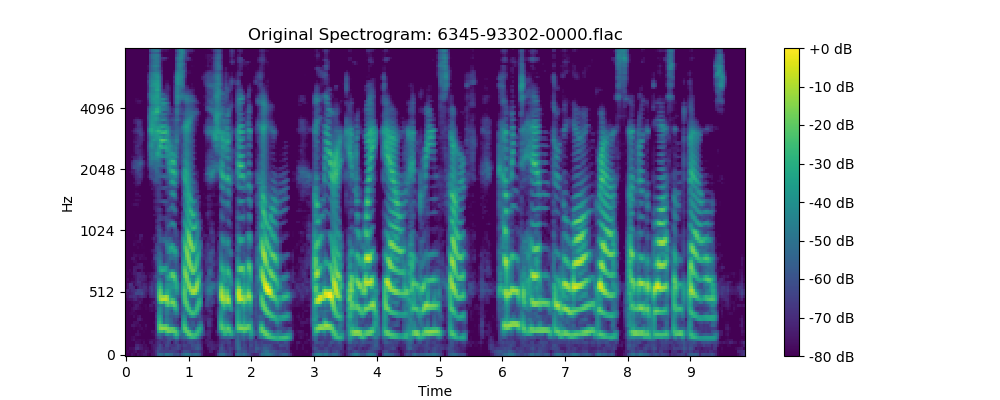 Original Spectrogram: 6345-93302-0000.flac
4096
2048
1024
512
0
Hz
0 1 2 3 4 5 6 7 8 9
Time
+0 dB
-10 dB
-20 dB
-30 dB
-40 dB
-50 dB
-60 dB
-70 dB
-80 dB